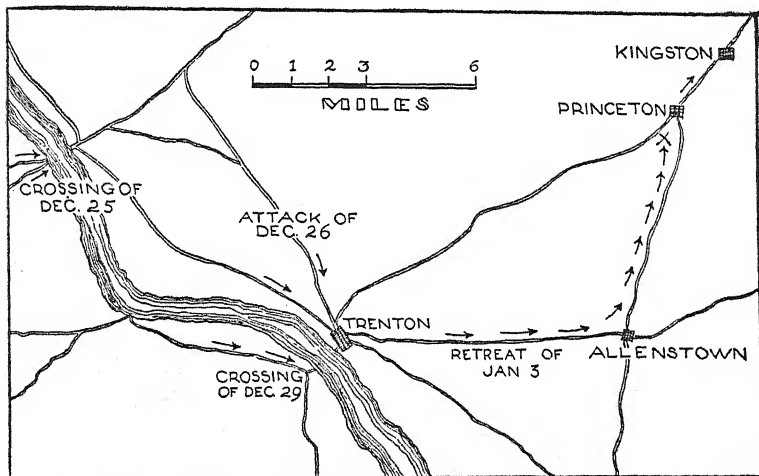 KINGSTON
0 1 2 3 6
MILES
PRINCETON
CROSSING OF
DEC. 25
ATTACK OF
DEC. 26
TRENTON
RETREAT OF
JAN 3
ALLENSTOWN
CROSSING
OF DEC. 29